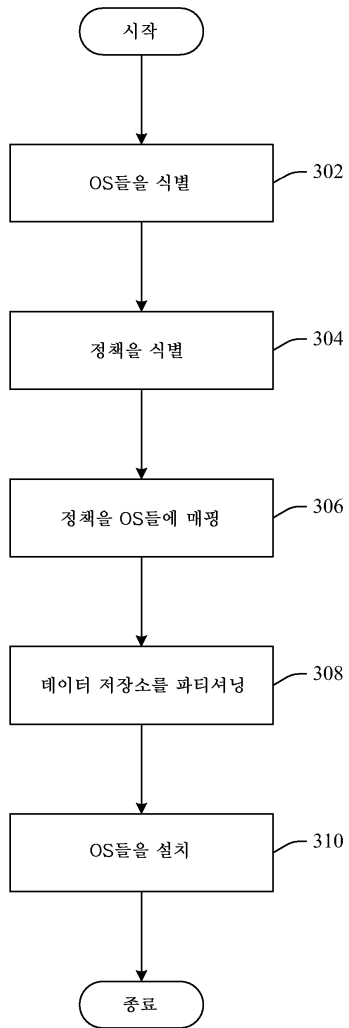 시작
OS들을 식별
302
정책을 식별
304
정책을 OS들에 매핑
306
데이터 저장소를 파티셔닝
308
OS들을 설치
310
종료